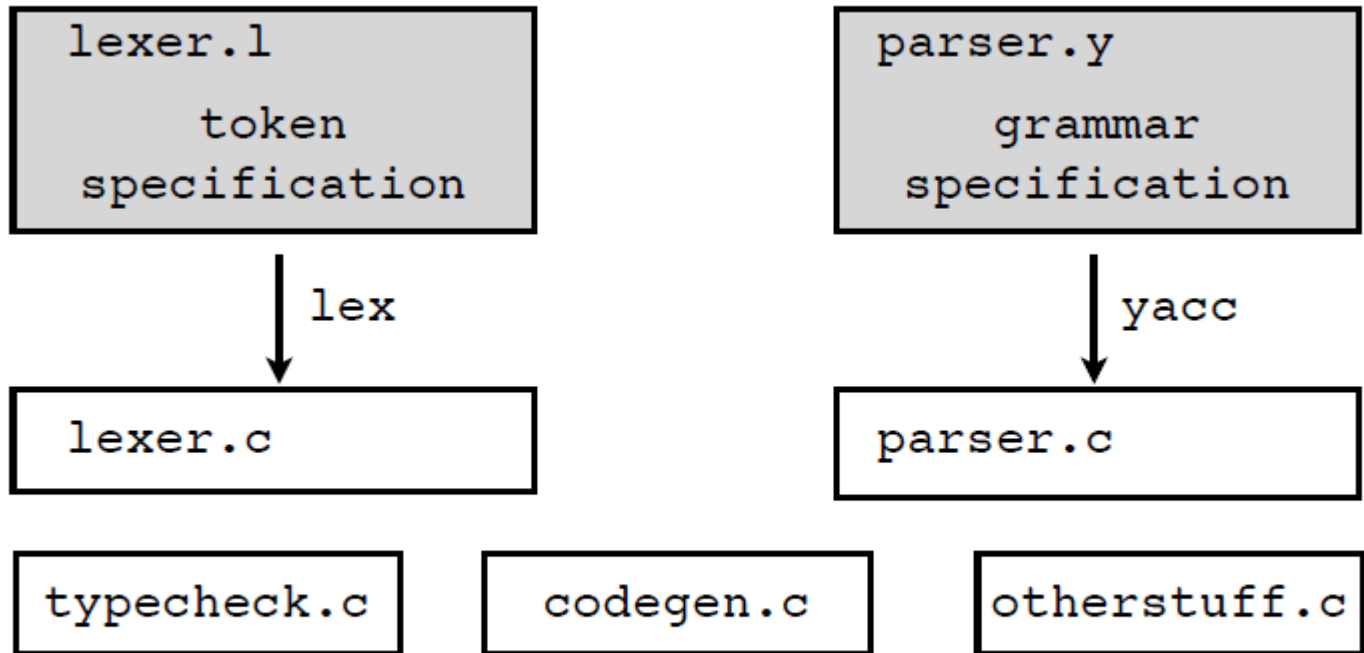 lexer.l
token
specification
parser.y
grammar
specification
lex
yacc
lexer.c
parser.c
typecheck.c
codegen.c
otherstuff.c